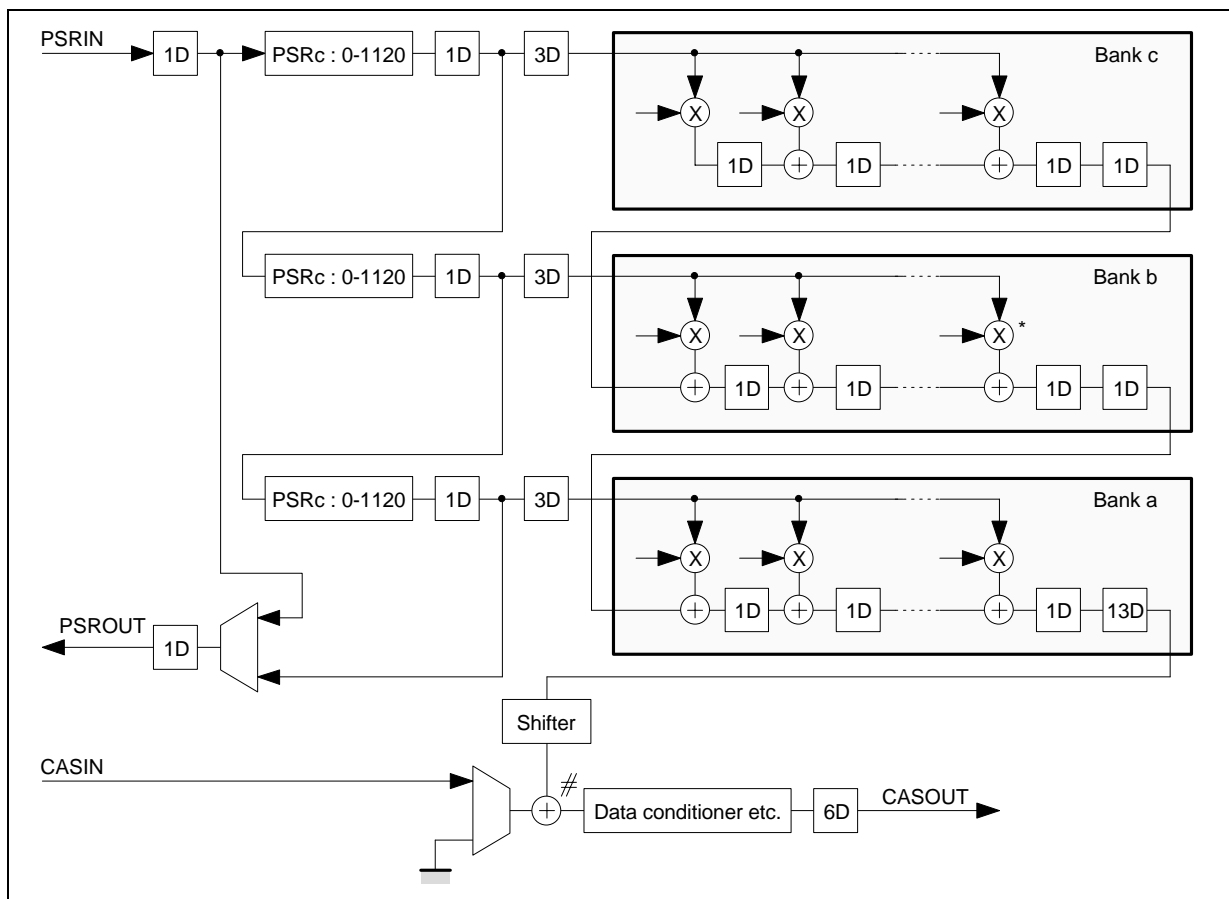 PSRIN
1D
PSRc : 0-1120
1D
3D
Bank c
X
X
X
1D
+
1D
+
1D
1D
PSRc : 0-1120
1D
3D
Bank b
X
X
X
*
+
1D
+
1D
+
1D
1D
PSRc : 0-1120
1D
3D
Bank a
X
X
X
+
1D
+
1D
+
1D
13D
PSROUT
1D
Shifter
CASIN
#
+
Data conditioner etc.
6D
CASOUT